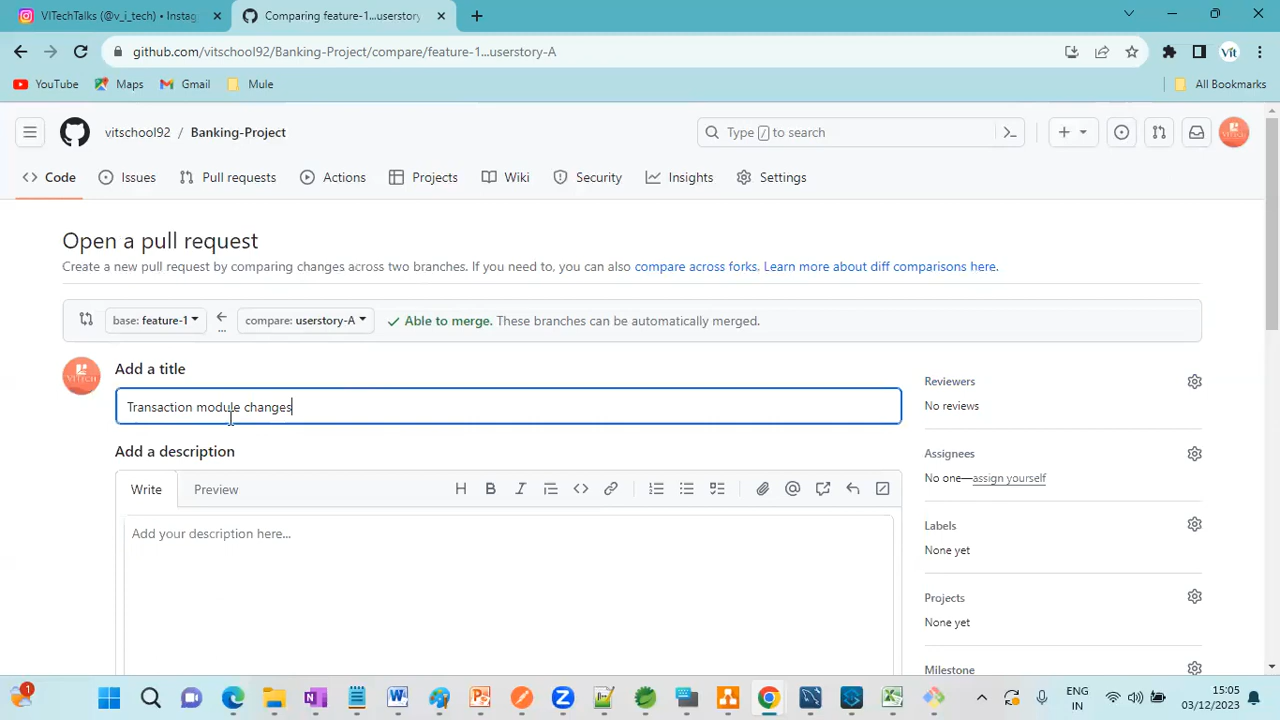 VITechTalks (@v_i_tech) • Instag
Comparing feature-1...userstory-A
github.com/vitschool92/Banking-Project/compare/feature-1...userstory-A
YouTube
Maps
Gmail
Mule
All Bookmarks
vitschool92 / Banking-Project
Type / to search
Code
Issues
Pull requests
Actions
Projects
Wiki
Security
Insights
Settings
Open a pull request
Create a new pull request by comparing changes across two branches. If you need to, you can also compare across forks. Learn more about diff comparisons here.
base: feature-1
compare: userstory-A
Able to merge. These branches can be automatically merged.
Add a title
Transaction module changes
Add a description
Write
Preview
Add your description here...
Reviewers
No reviews
Assignees
No one—assign yourself
Labels
None yet
Projects
None yet
Milestone
ENG
IN
15:05
03/12/2023